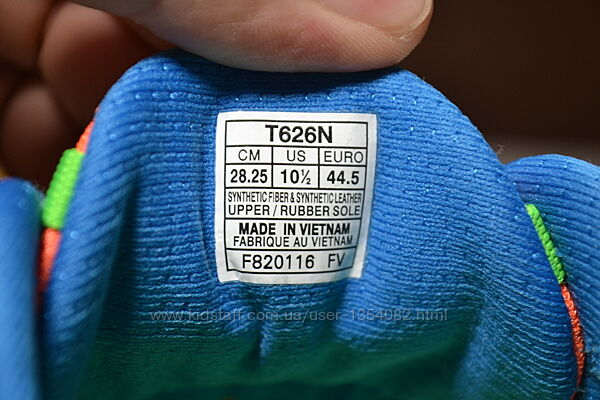 T626N
CM US EURO
28.25 10½ 44.5
SYNTHETIC FIBER & SYNTHETIC LEATHER
UPPER / RUBBER SOLE
MADE IN VIETNAM
FABRIQUE AU VIETNAM
F820116 FV
www.kidstaff.com.ua/user-1354082.html